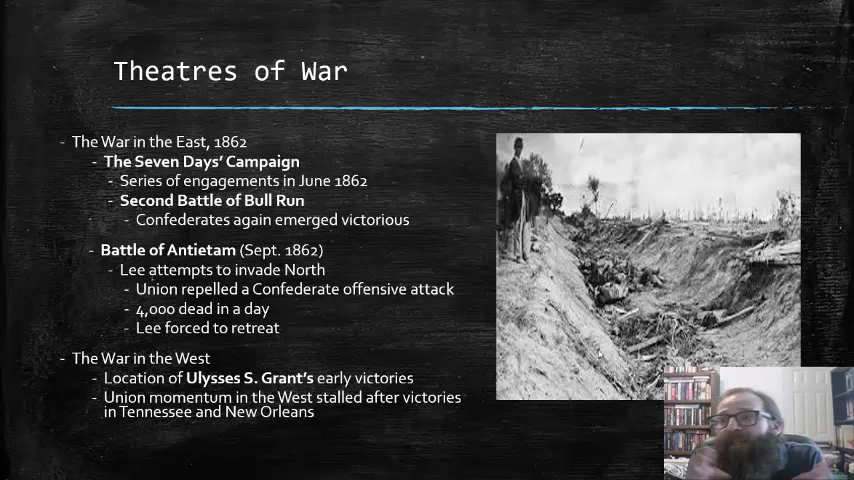 Theatres of War
- The War in the East, 1862
- The Seven Days' Campaign
- Series of engagements in June 1862
- Second Battle of Bull Run
- Confederates again emerged victorious
- Battle of Antietam (Sept. 1862)
- Lee attempts to invade North
- Union repelled a Confederate offensive attack
- 4,000 dead in a day
- Lee forced to retreat
- The War in the West
- Location of Ulysses S. Grant's early victories
- Union momentum in the West stalled after victories
in Tennessee and New Orleans